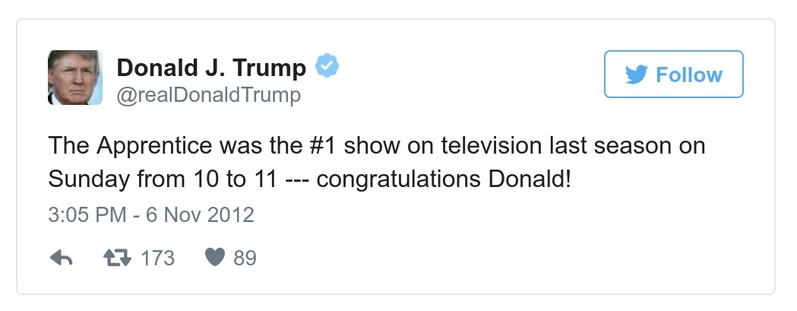 Donald J. Trump
@realDonaldTrump
Follow
The Apprentice was the #1 show on television last season on
Sunday from 10 to 11 --- congratulations Donald!
3:05 PM - 6 Nov 2012
173 89